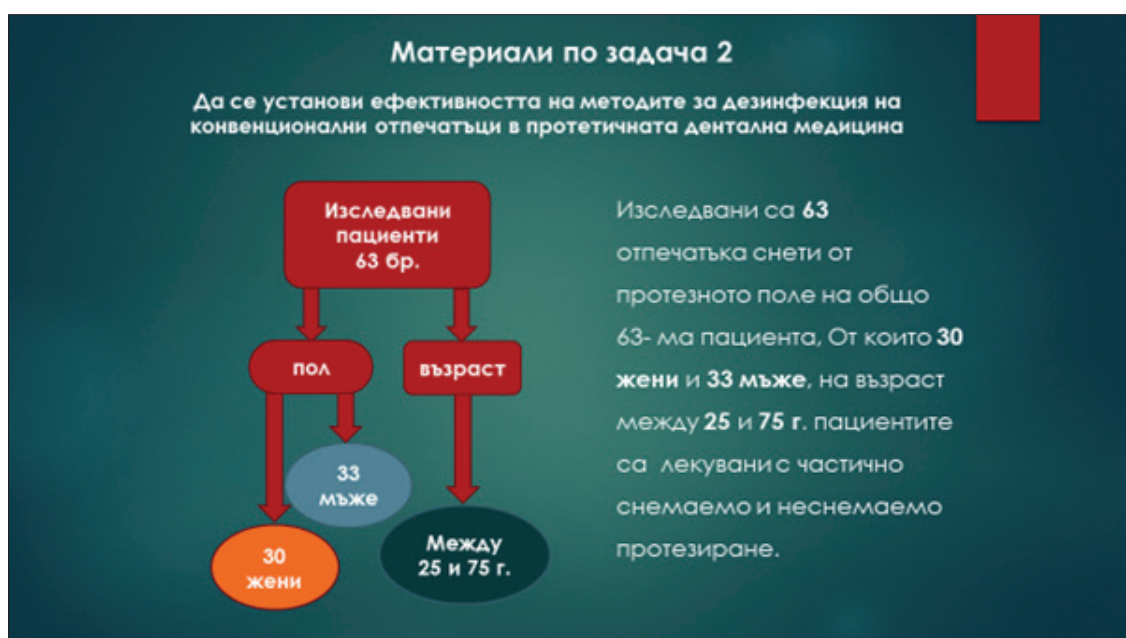 Материали по задача 2
Да се установи ефективността на методите за дезинфекция на
конвенционални отпечатъци в протетичната дентална медицина
Изследвани
пациенти
63 бр.
пол
възраст
33
мъже
30
жени
Между
25 и 75 г.
Изследвани са 63
отпечатъка снети от
протезното поле на общо
63- ма пациента, От които 30
жени и 33 мъже, на възраст
между 25 и 75 г. пациентите
са лекувани с частично
снемаемо и неснемаемо
протезиране.